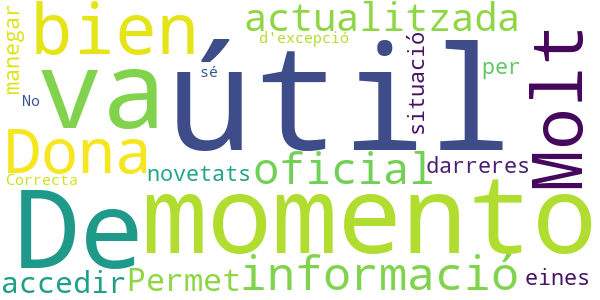 bien
actualitzada
d'excepció
manegar
va
útil
sé
situació
per
Molt
No
Dona
novetats
oficial
darreres
Correcta
De
momento
accedir
Permet
informació
eines